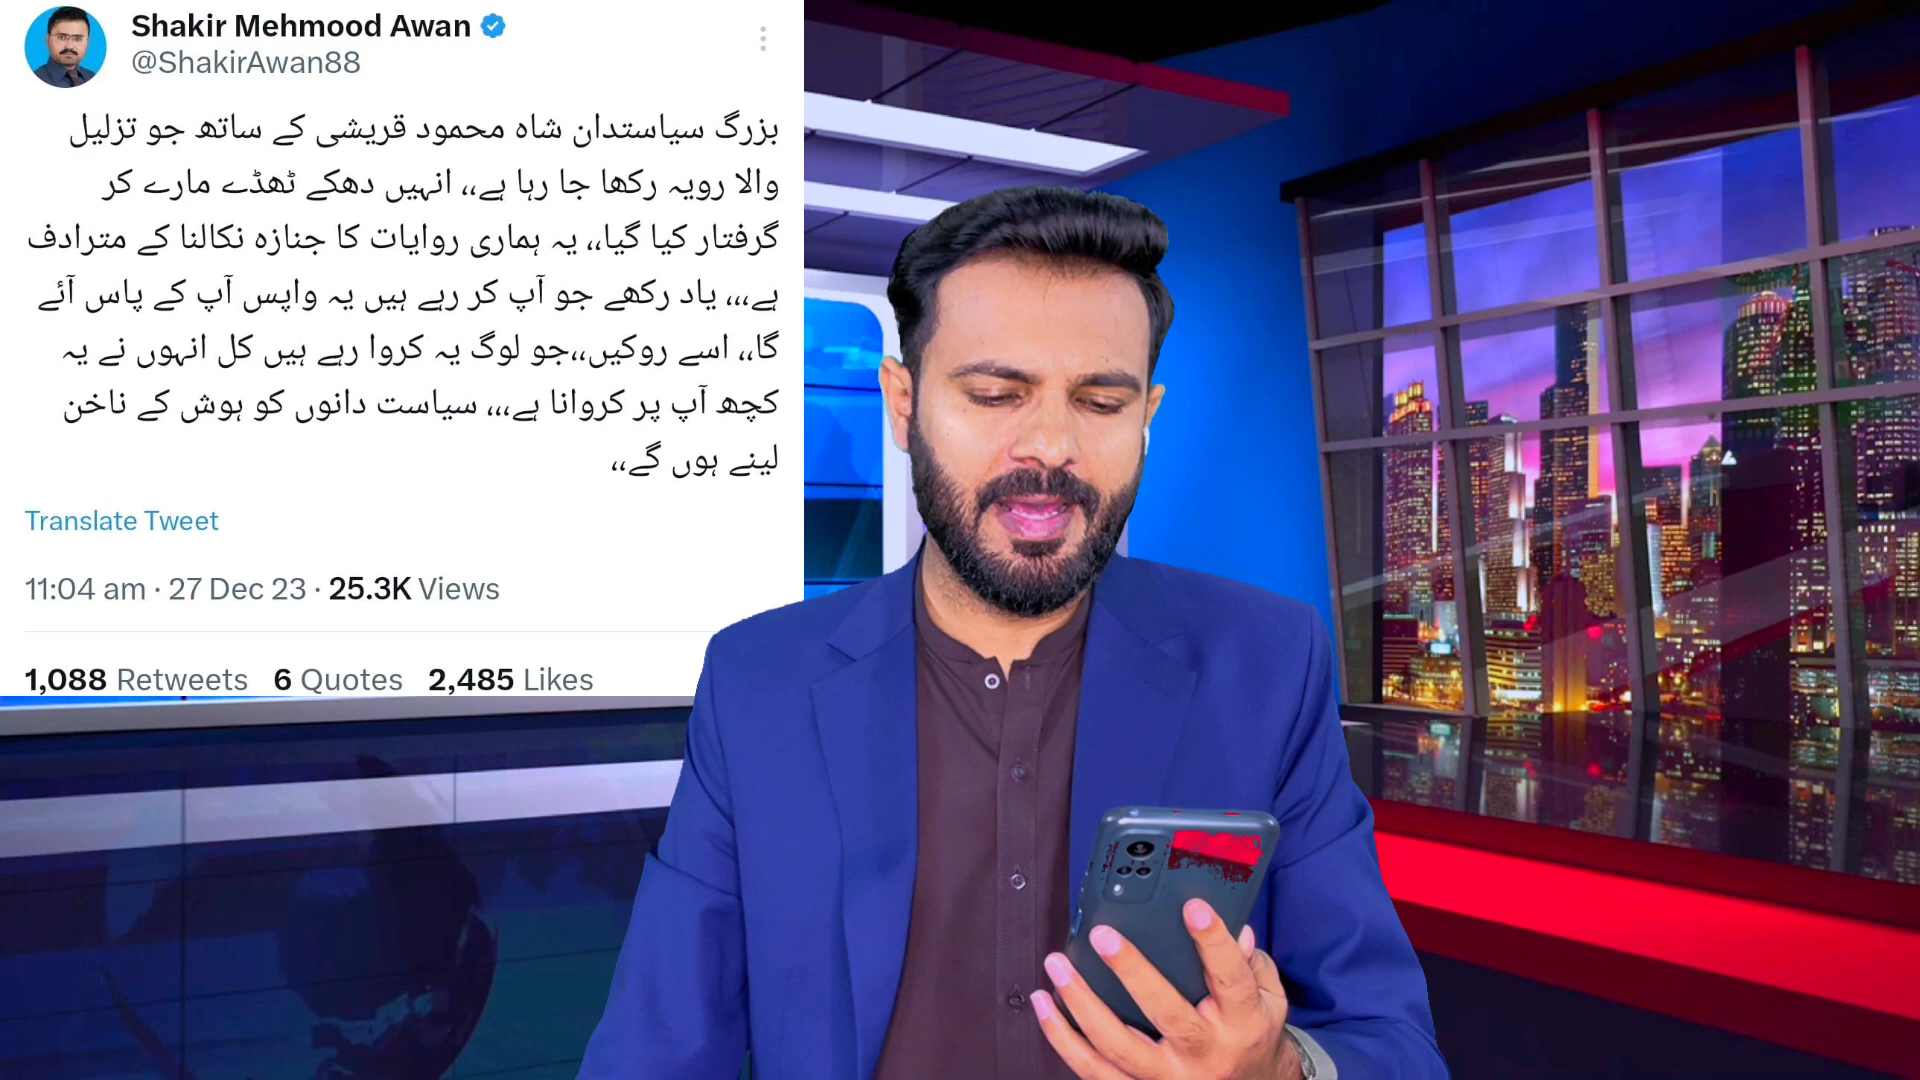 Shakir Mehmood Awan
@ShakirAwan88
بزرگ سیاستدان شاہ محمود قریشی کے ساتھ جو تزلیل
والا رویہ رکھا جا رہا ہے،، انہیں دھکے ٹھڈے مارے کر
گرفتار کیا گیا،، یہ ہماری روایات کا جنازہ نکالنا کے مترادف
ہے،،، یاد رکھے جو آپ کر رہے ہیں یہ واپس آپ کے پاس آئے
گا،، اسے روکیں،،جو لوگ یہ کروا رہے ہیں کل انہوں نے یہ
کچھ آپ پر کروانا ہے،،، سیاست دانوں کو ہوش کے ناخن
لینے ہوں گے،،
Translate Tweet
11:04 am · 27 Dec 23 · 25.3K Views
1,088 Retweets 6 Quotes 2,485 Likes